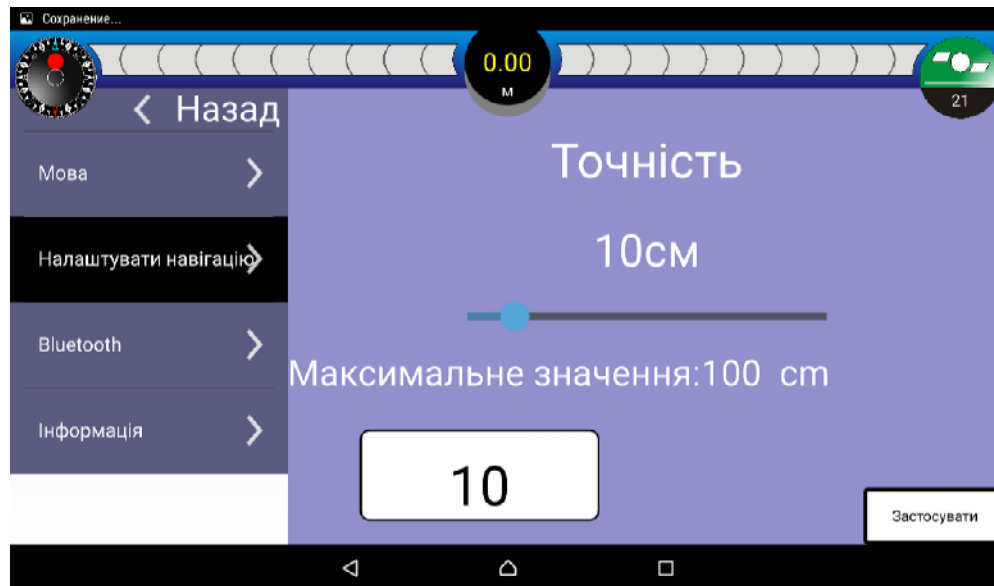 Сохранение...
0.00
м
21
Назад
Мова
Налаштувати навігацію
Bluetooth
Інформація
Точність
10см
Максимальне значення:100 cm
10
Застосувати